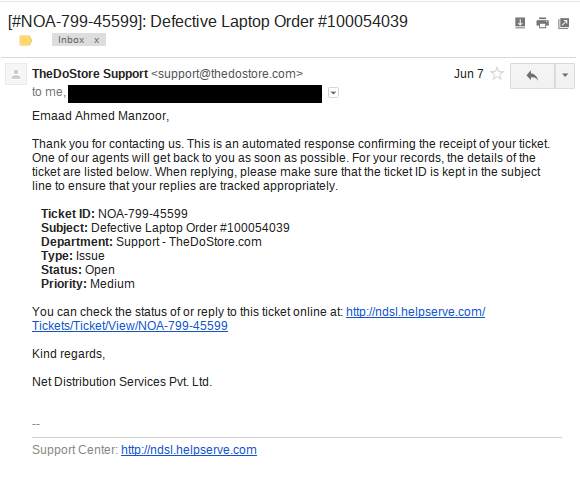 [#NOA-799-45599]: Defective Laptop Order #100054039
Inbox x
TheDoStore Support <support@thedostore.com>
Jun 7
to me,
Emaad Ahmed Manzoor,
Thank you for contacting us. This is an automated response confirming the receipt of your ticket.
One of our agents will get back to you as soon as possible. For your records, the details of the
ticket are listed below. When replying, please make sure that the ticket ID is kept in the subject
line to ensure that your replies are tracked appropriately.
Ticket ID: NOA-799-45599
Subject: Defective Laptop Order #100054039
Department: Support - TheDoStore.com
Type: Issue
Status: Open
Priority: Medium
You can check the status of or reply to this ticket online at: http://ndsl.helpserve.com/
Tickets/Ticket/View/NOA-799-45599
Kind regards,
Net Distribution Services Pvt. Ltd.
--
Support Center: http://ndsl.helpserve.com